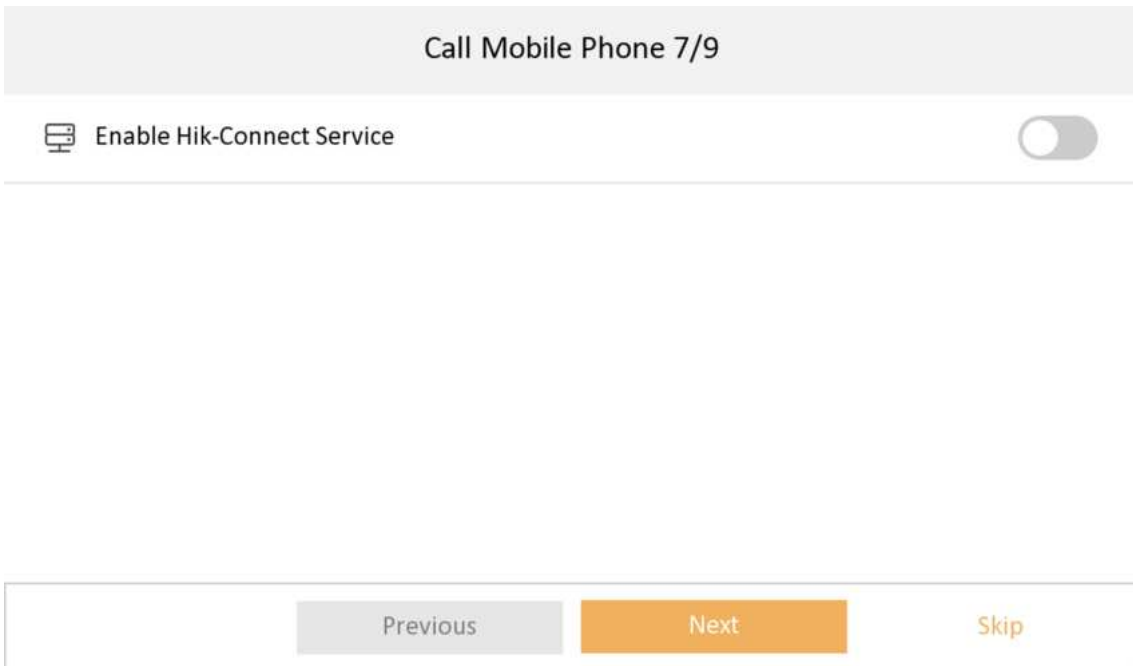 Call Mobile Phone 7/9
Enable Hik-Connect Service
Previous
Next
Skip